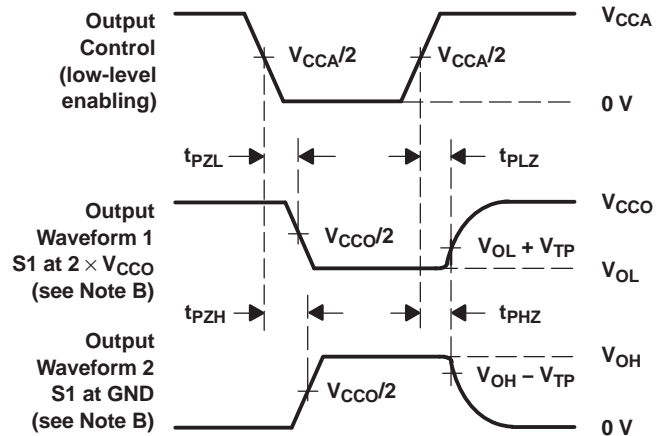 Output
Control
(low-level
enabling)
VCCA/2
VCCA/2
VCCA
0 V
tPZL
tPLZ
Output
Waveform 1
S1 at 2 × VCCO
(see Note B)
VCCO/2
VCCO
VOL + VTP
VOL
tPZH
tPHZ
Output
Waveform 2
S1 at GND
(see Note B)
VCCO/2
VOH
VOH − VTP
0 V